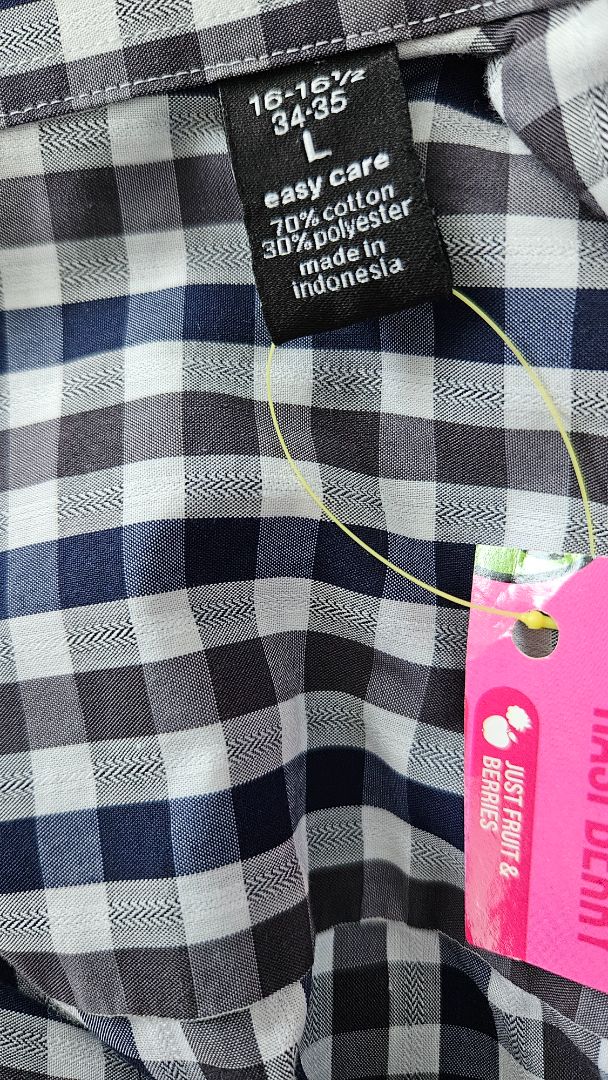 16-16½
34-35
L
easy care
70% cotton
30% polyester
made in
indonesia
JUST FRUIT &
BERRIES